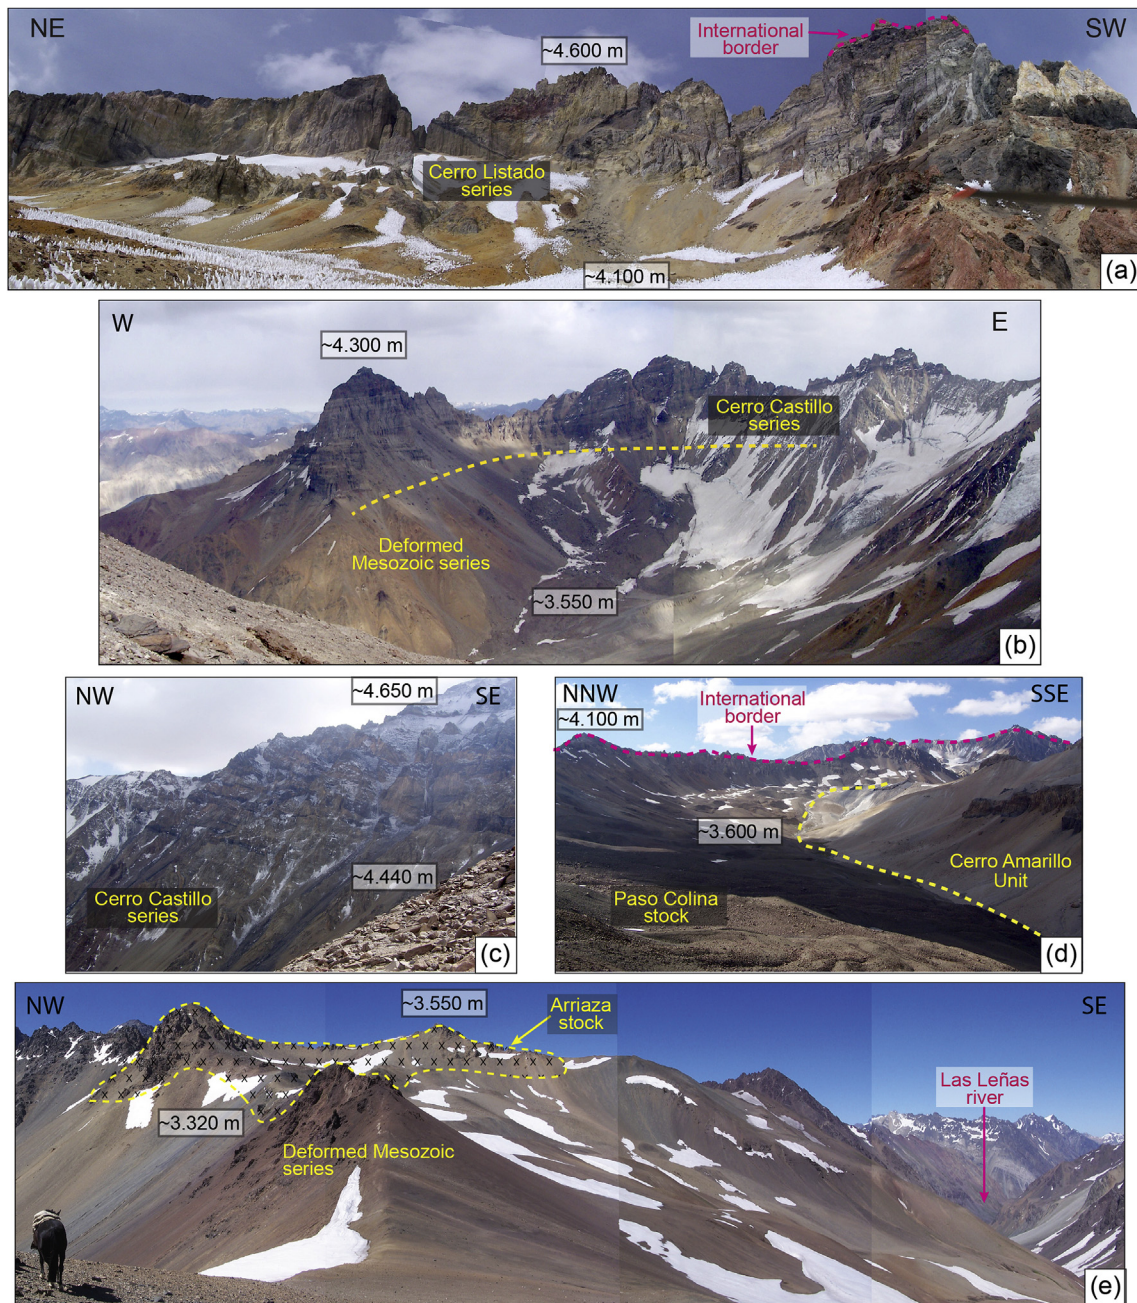 NE
~4.600 m
International
border
SW
Cerro Listado
series
~4.100 m
(a)
W
~4.300 m
E
Cerro Castillo
series
Deformed
Mesozoic series
~3.550 m
(b)
NW
~4.650 m
SE
~4.440 m
Cerro Castillo
series
(c)
NNW
~4.100 m
International
border
SSE
~3.600 m
Cerro Amarillo
Unit
Paso Colina
stock
(d)
NW
~3.550 m
Arriaza
stock
SE
Las Leñas
river
~3.320 m
Deformed Mesozoic
series
(e)